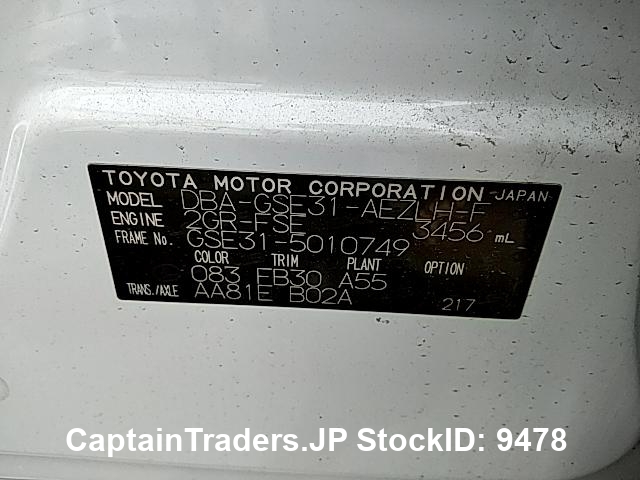 TOYOTA MOTOR CORPORATION JAPAN
MODEL DBA-GSE31-AEZLH-F
ENGINE 2GR-FSE 3456 mL
FRAME No. GSE31-5010749
COLOR TRIM PLANT OPTION
083 FB30 A55
TRANS./AXLE AA81E B02A 217
CaptainTraders.JP StockID: 9478